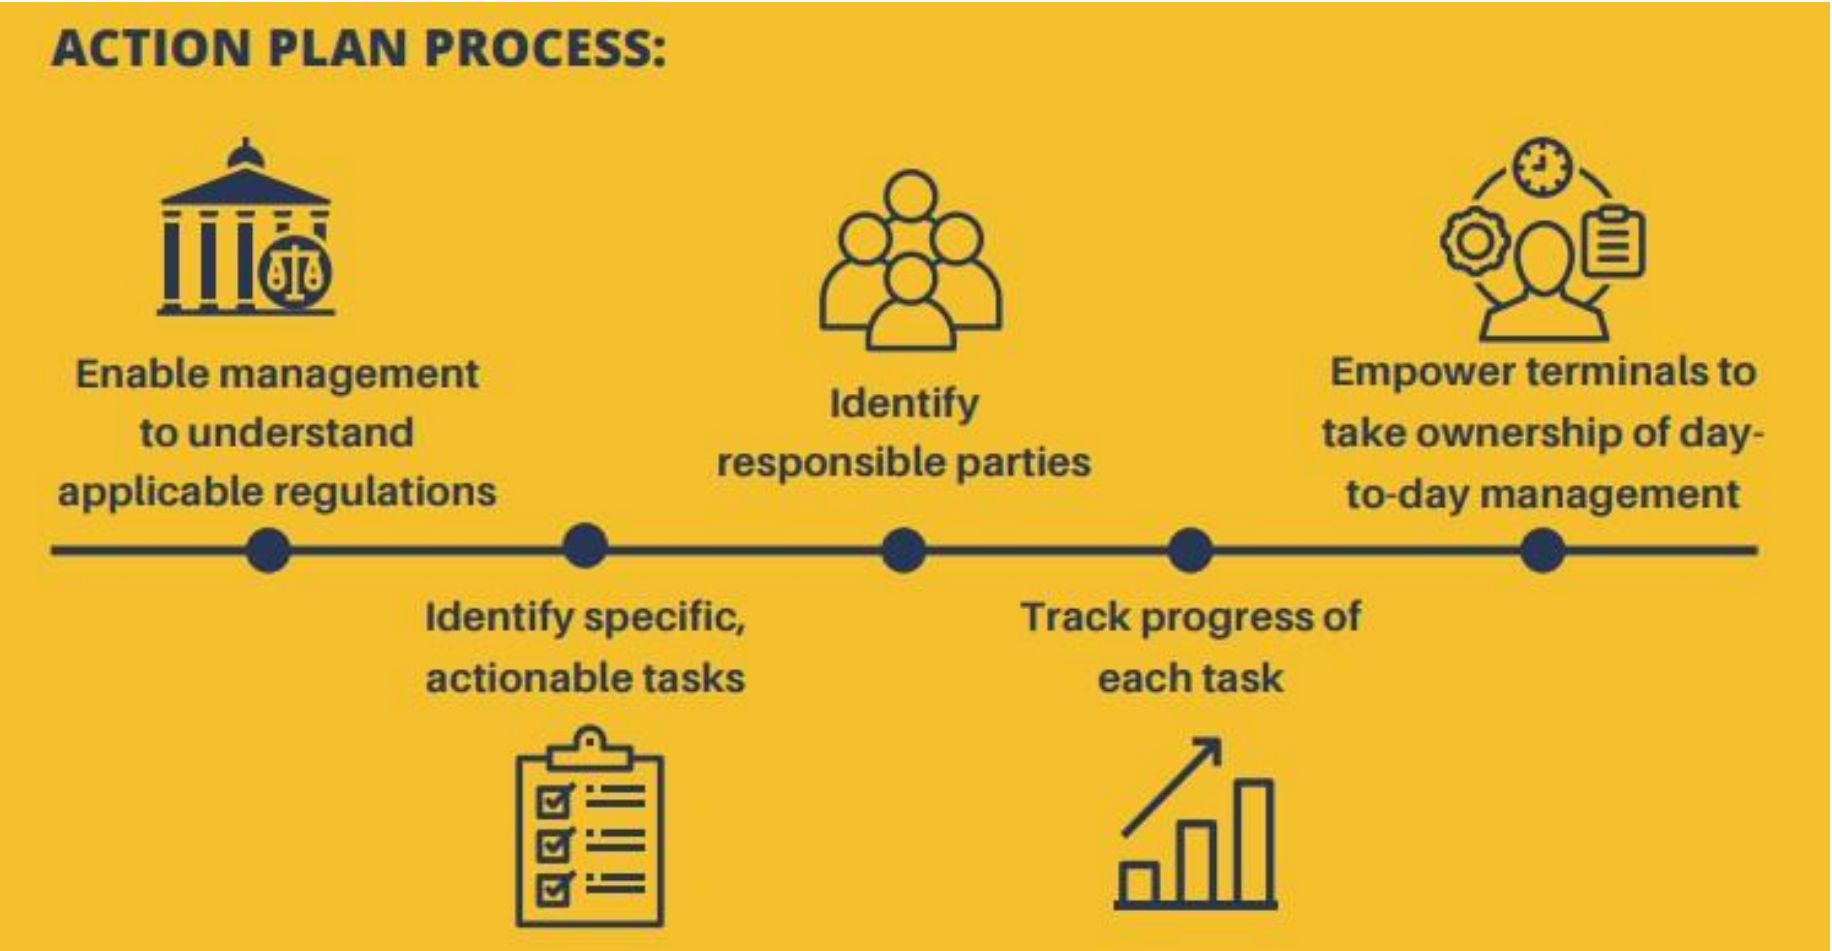 ACTION PLAN PROCESS:
Enable management
to understand
applicable regulations
Identify specific,
actionable tasks
Identify
responsible parties
Track progress of
each task
Empower terminals to
take ownership of day-
to-day management